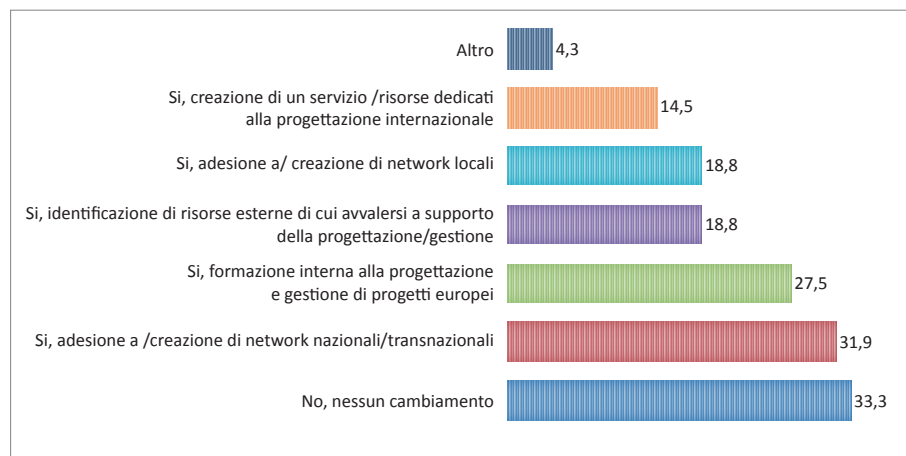 Altro
4,3
Si, creazione di un servizio /risorse dedicati
alla progettazione internazionale
14,5
Si, adesione a/ creazione di network locali
18,8
Si, identificazione di risorse esterne di cui avvalersi a supporto
della progettazione/gestione
18,8
Si, formazione interna alla progettazione
e gestione di progetti europei
27,5
Si, adesione a /creazione di network nazionali/transnazionali
31,9
No, nessun cambiamento
33,3